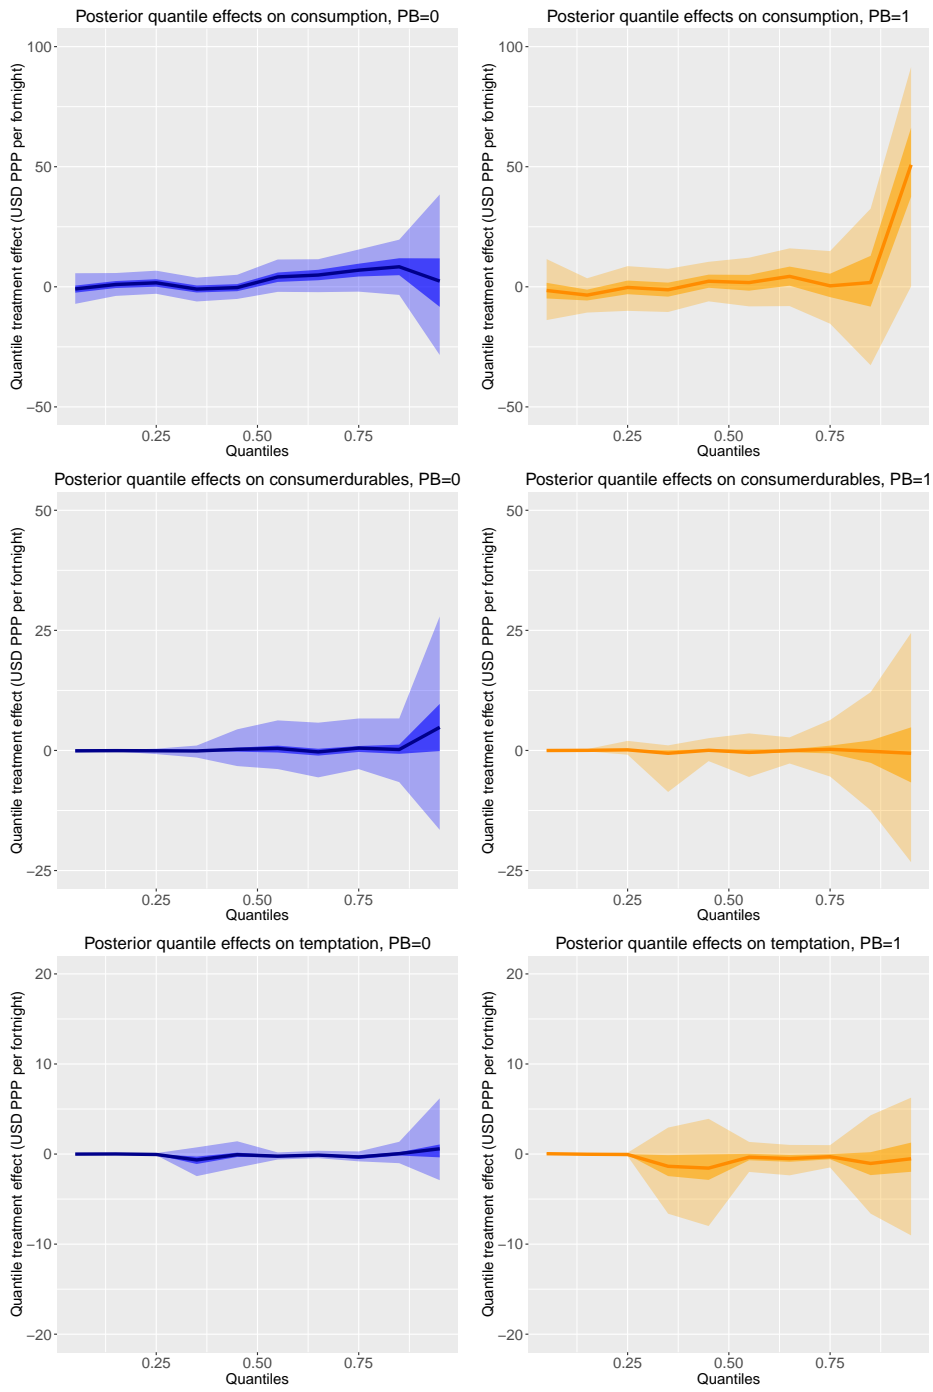 Posterior quantile effects on consumption, PB=0
Quantile treatment effect (USD PPP per fortnight)
100
50
0
−50
0.25 0.50 0.75
Quantiles
Posterior quantile effects on consumption, PB=1
Quantile treatment effect (USD PPP per fortnight)
100
50
0
−50
0.25 0.50 0.75
Quantiles
Posterior quantile effects on consumerdurables, PB=0
Quantile treatment effect (USD PPP per fortnight)
50
25
0
−25
0.25 0.50 0.75
Quantiles
Posterior quantile effects on consumerdurables, PB=1
Quantile treatment effect (USD PPP per fortnight)
50
25
0
−25
0.25 0.50 0.75
Quantiles
Posterior quantile effects on temptation, PB=0
Quantile treatment effect (USD PPP per fortnight)
20
10
0
−10
−20
0.25 0.50 0.75
Quantiles
Posterior quantile effects on temptation, PB=1
Quantile treatment effect (USD PPP per fortnight)
20
10
0
−10
−20
0.25 0.50 0.75
Quantiles